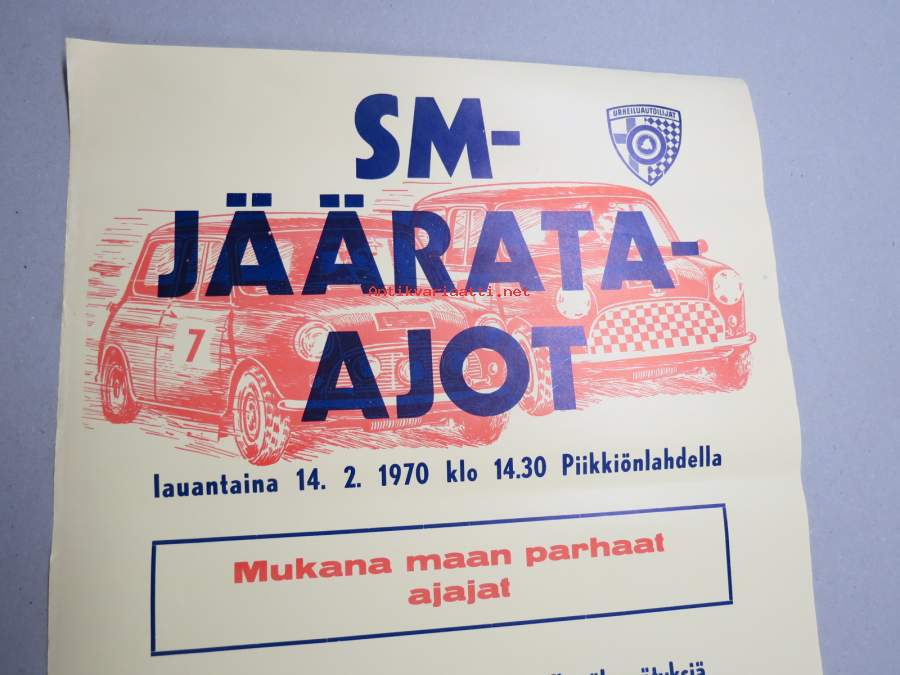 SM-
URHEILUAUTOILIJAT
JÄÄRATA-
Antikvariaatti.net
7
AJOT
lauantaina 14. 2. 1970 klo 14.30 Piikkiönlahdella
Mukana maan parhaat
ajajat